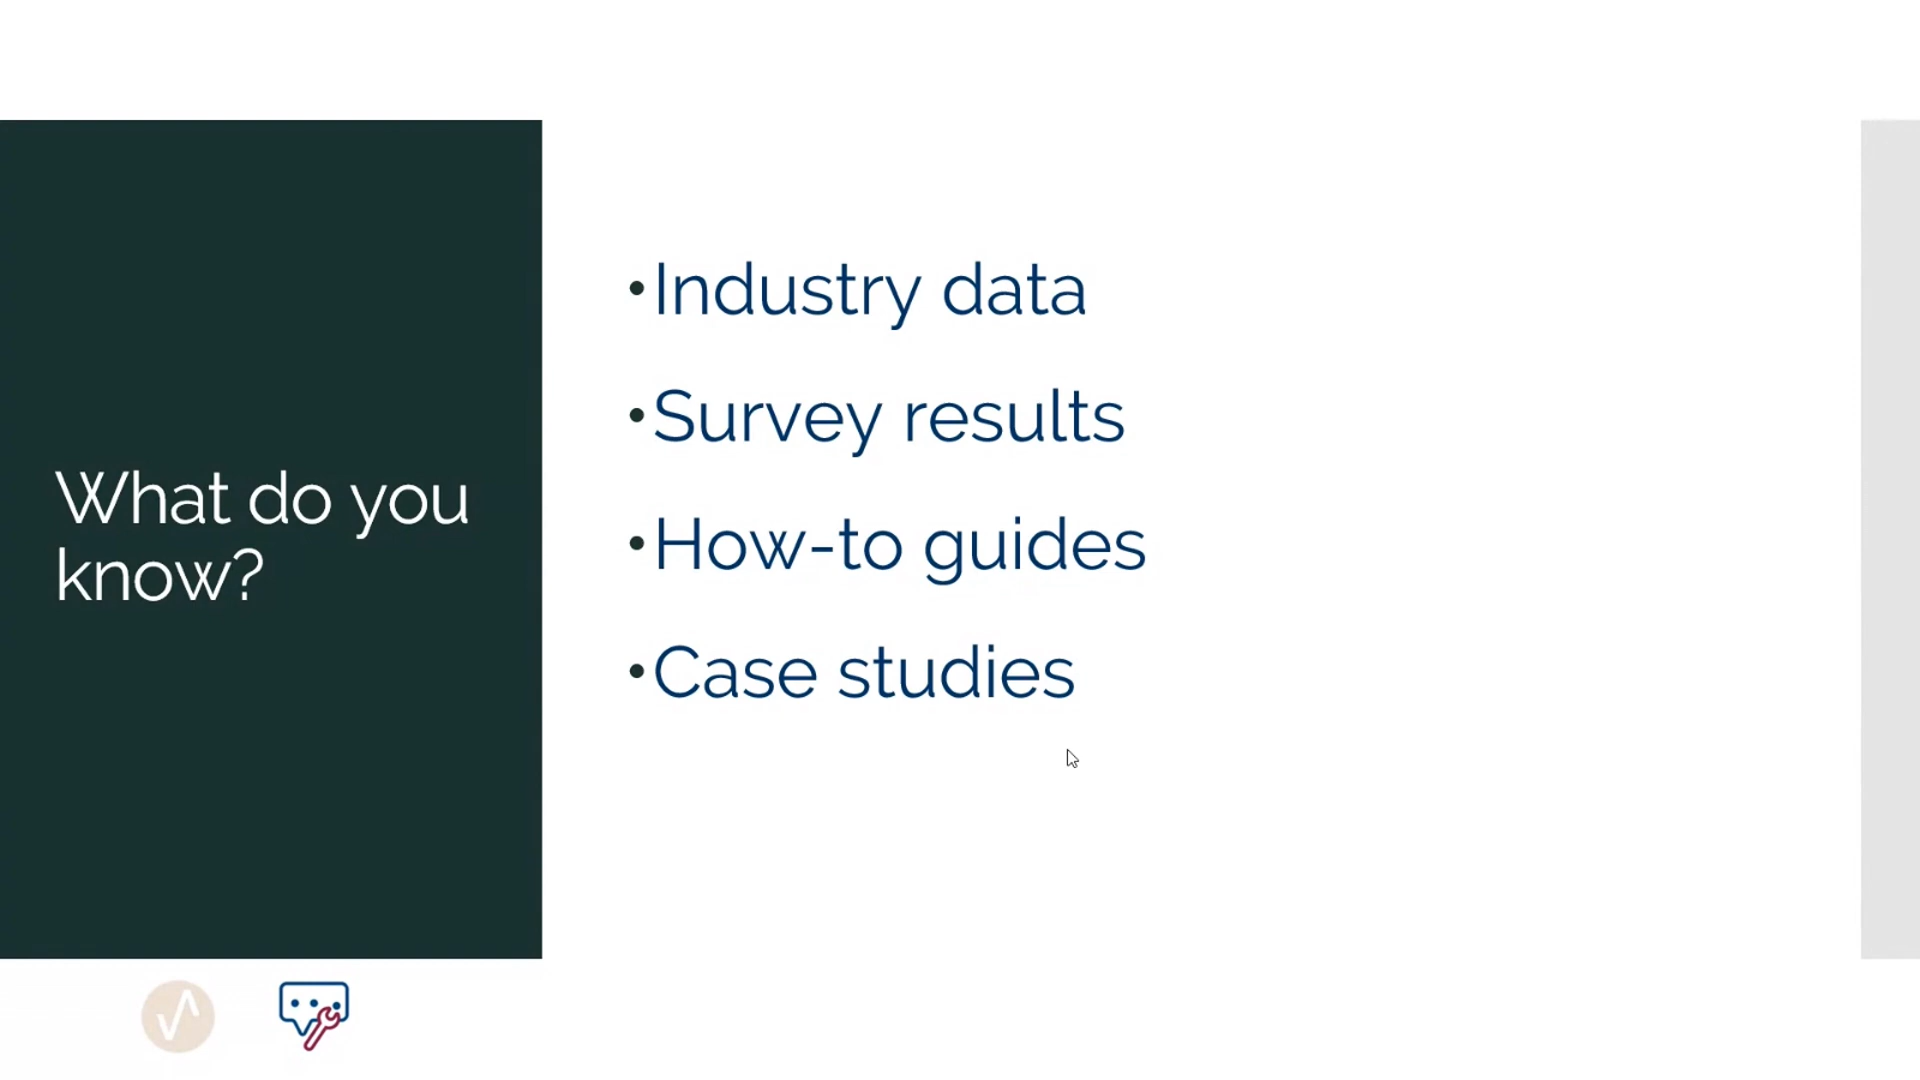 What do you
know?
•Industry data
•Survey results
•How-to guides
•Case studies